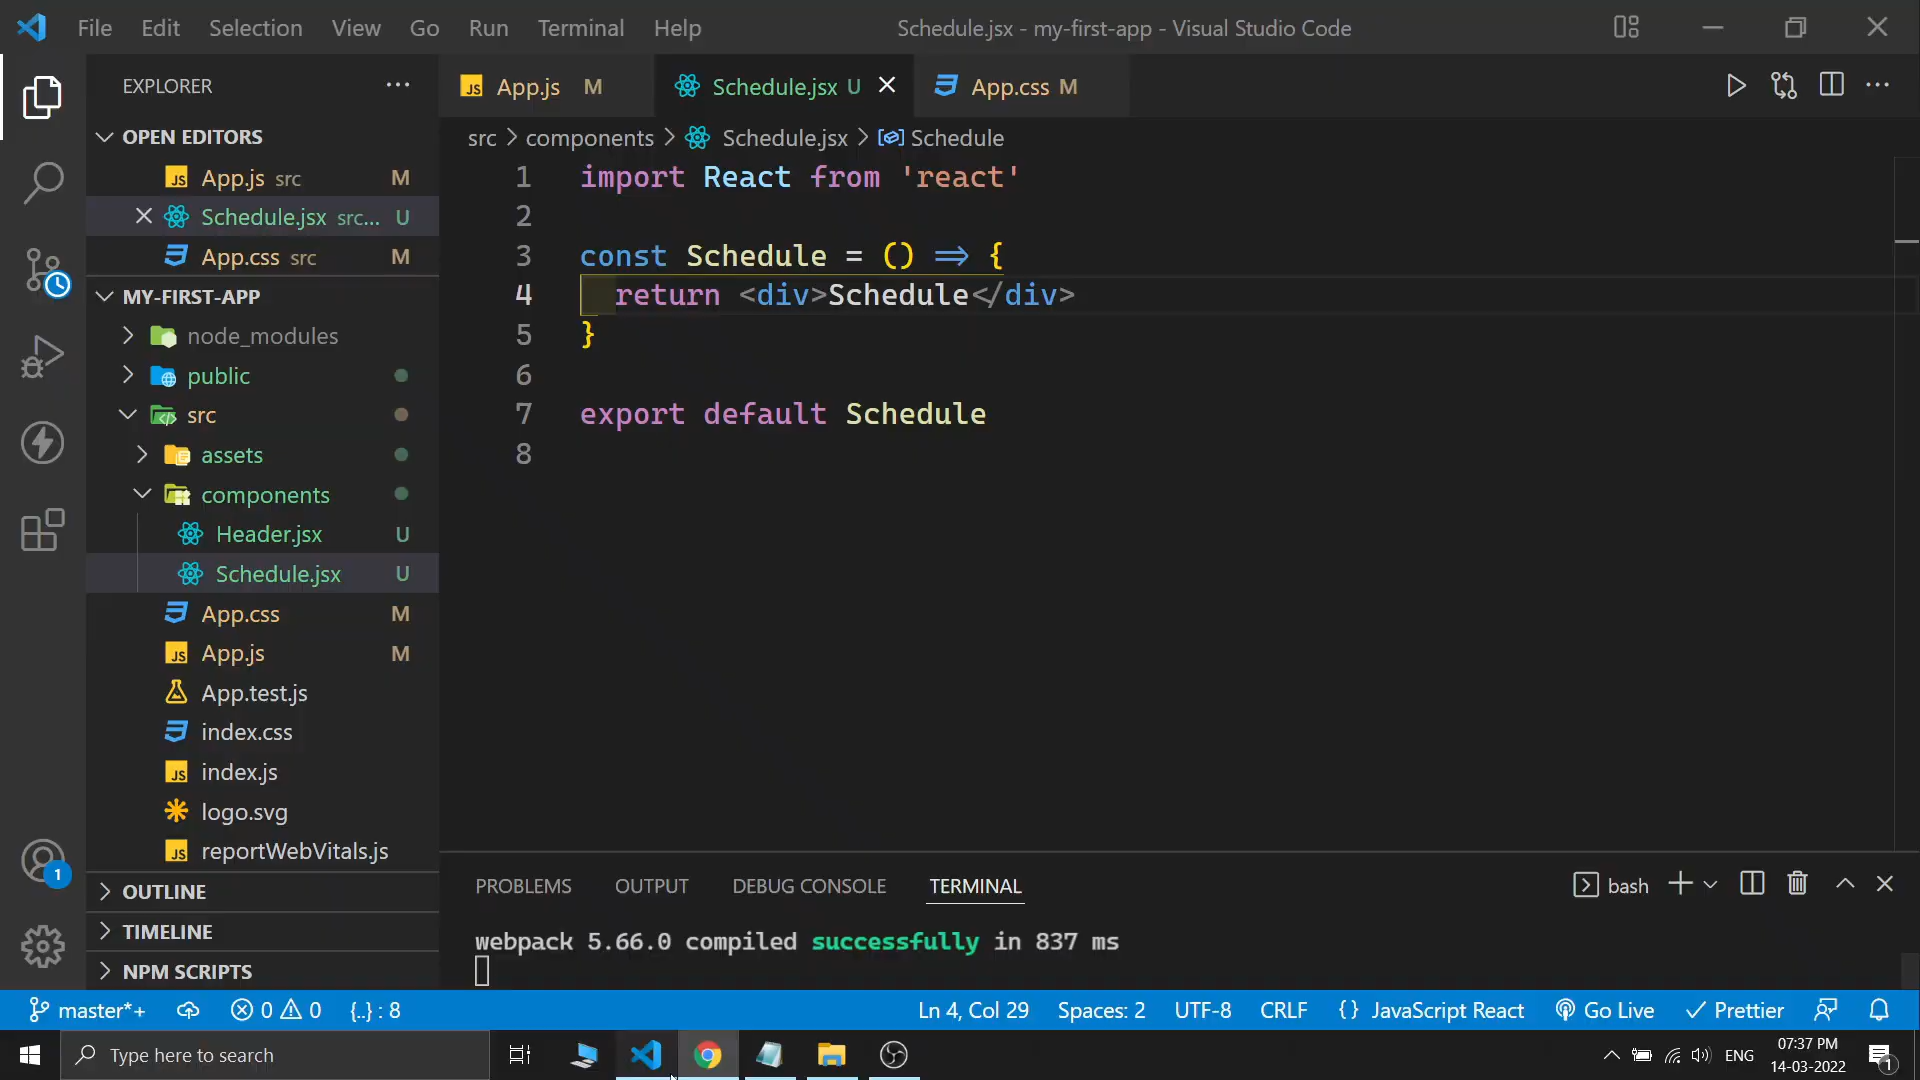 File Edit Selection View Go Run Terminal Help
Schedule.jsx - my-first-app - Visual Studio Code
EXPLORER
OPEN EDITORS
JS App.js src M
Schedule.jsx src... U
App.css src M
MY-FIRST-APP
node_modules
public
src
assets
components
Header.jsx U
Schedule.jsx U
App.css M
JS App.js M
App.test.js
index.css
JS index.js
logo.svg
JS reportWebVitals.js
OUTLINE
TIMELINE
NPM SCRIPTS
1
JS App.js M
Schedule.jsx U
App.css M
src > components > Schedule.jsx > Schedule
1 import React from 'react'
2
3 const Schedule = () => {
4 return <div>Schedule</div>
5 }
6
7 export default Schedule
8
PROBLEMS OUTPUT DEBUG CONSOLE TERMINAL
bash
webpack 5.66.0 compiled successfully in 837 ms
master*+ 0 0 {..} : 8
Ln 4, Col 29 Spaces: 2 UTF-8 CRLF {} JavaScript React Go Live Prettier
Type here to search
ENG
07:37 PM
14-03-2022
1